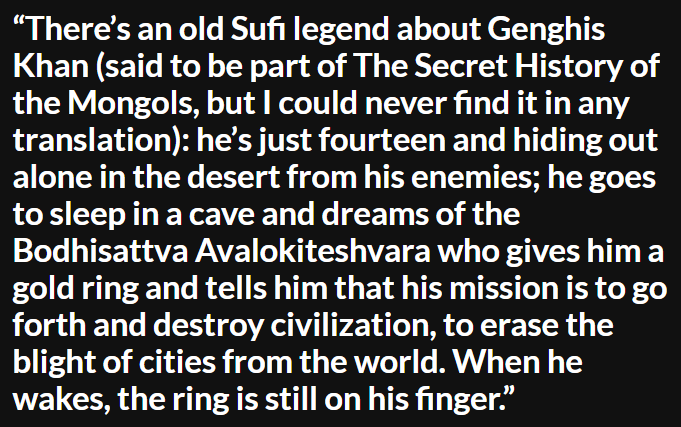 “There’s an old Sufi legend about Genghis
Khan (said to be part of The Secret History of
the Mongols, but I could never find it in any
translation): he’s just fourteen and hiding out
alone in the desert from his enemies; he goes
to sleep in a cave and dreams of the
Bodhisattva Avalokiteshvara who gives him a
gold ring and tells him that his mission is to go
forth and destroy civilization, to erase the
blight of cities from the world. When he
wakes, the ring is still on his finger.”